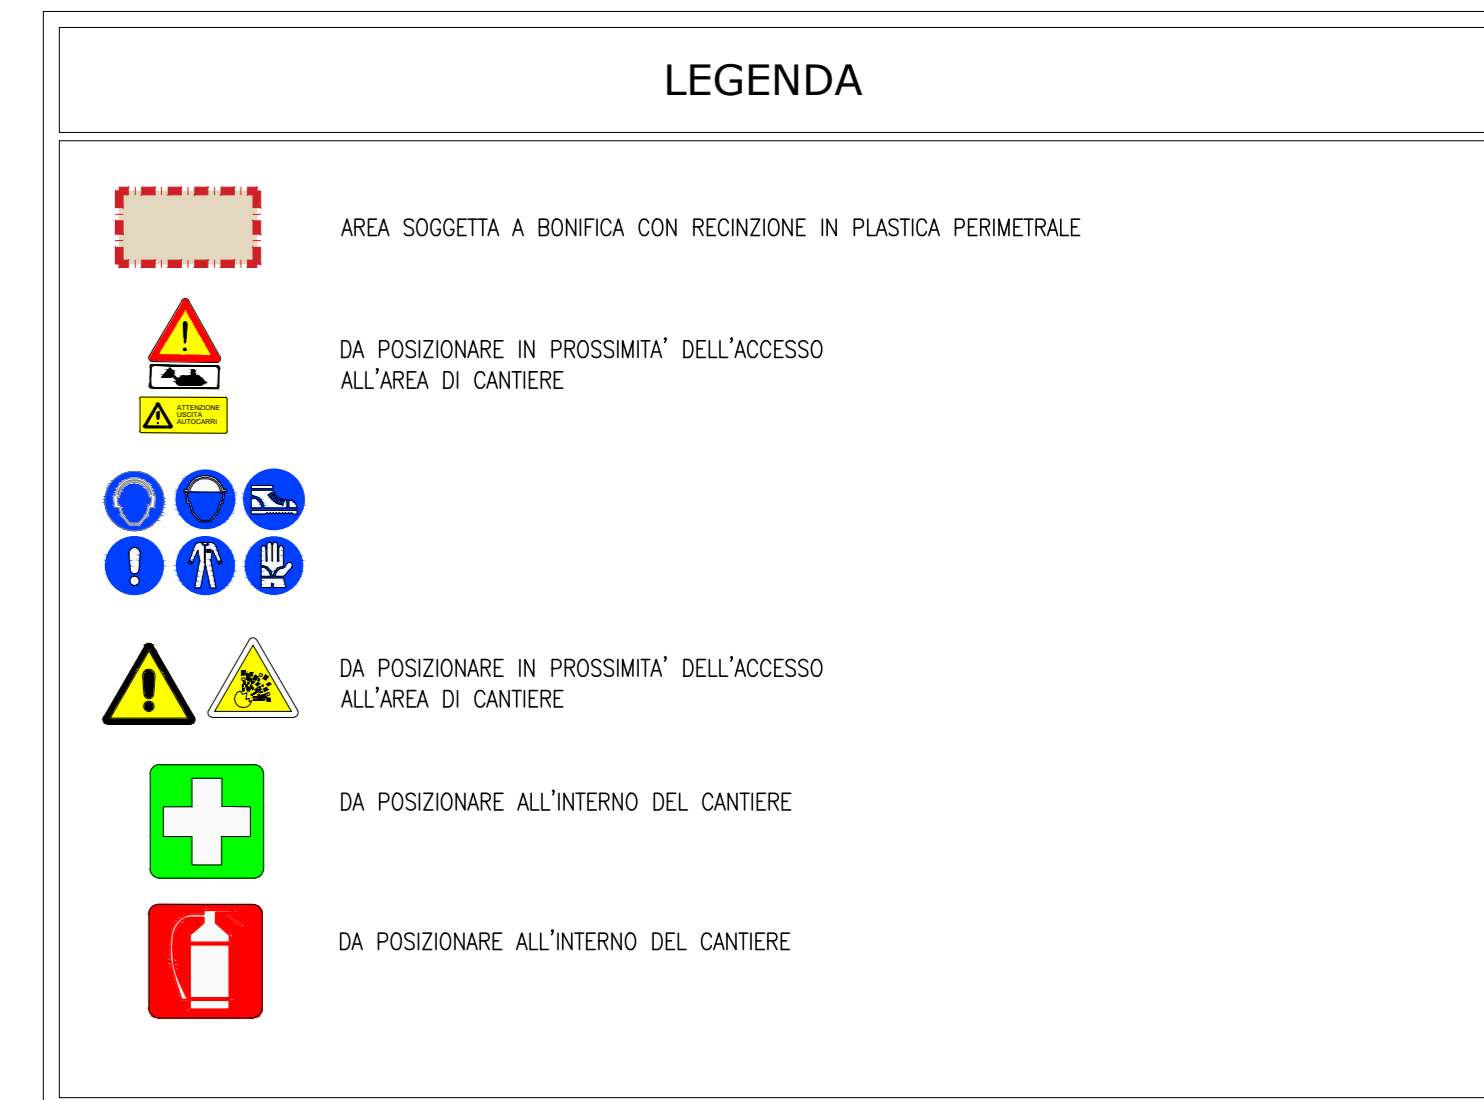 LEGENDA
AREA SOGGETTA A BONIFICA CON RECINZIONE IN PLASTICA PERIMETRALE
DA POSIZIONARE IN PROSSIMITA' DELL'ACCESSO
ALL'AREA DI CANTIERE
ATTENZIONE
USCITA
AUTOCARRI
DA POSIZIONARE IN PROSSIMITA' DELL'ACCESSO
ALL'AREA DI CANTIERE
DA POSIZIONARE ALL'INTERNO DEL CANTIERE
DA POSIZIONARE ALL'INTERNO DEL CANTIERE